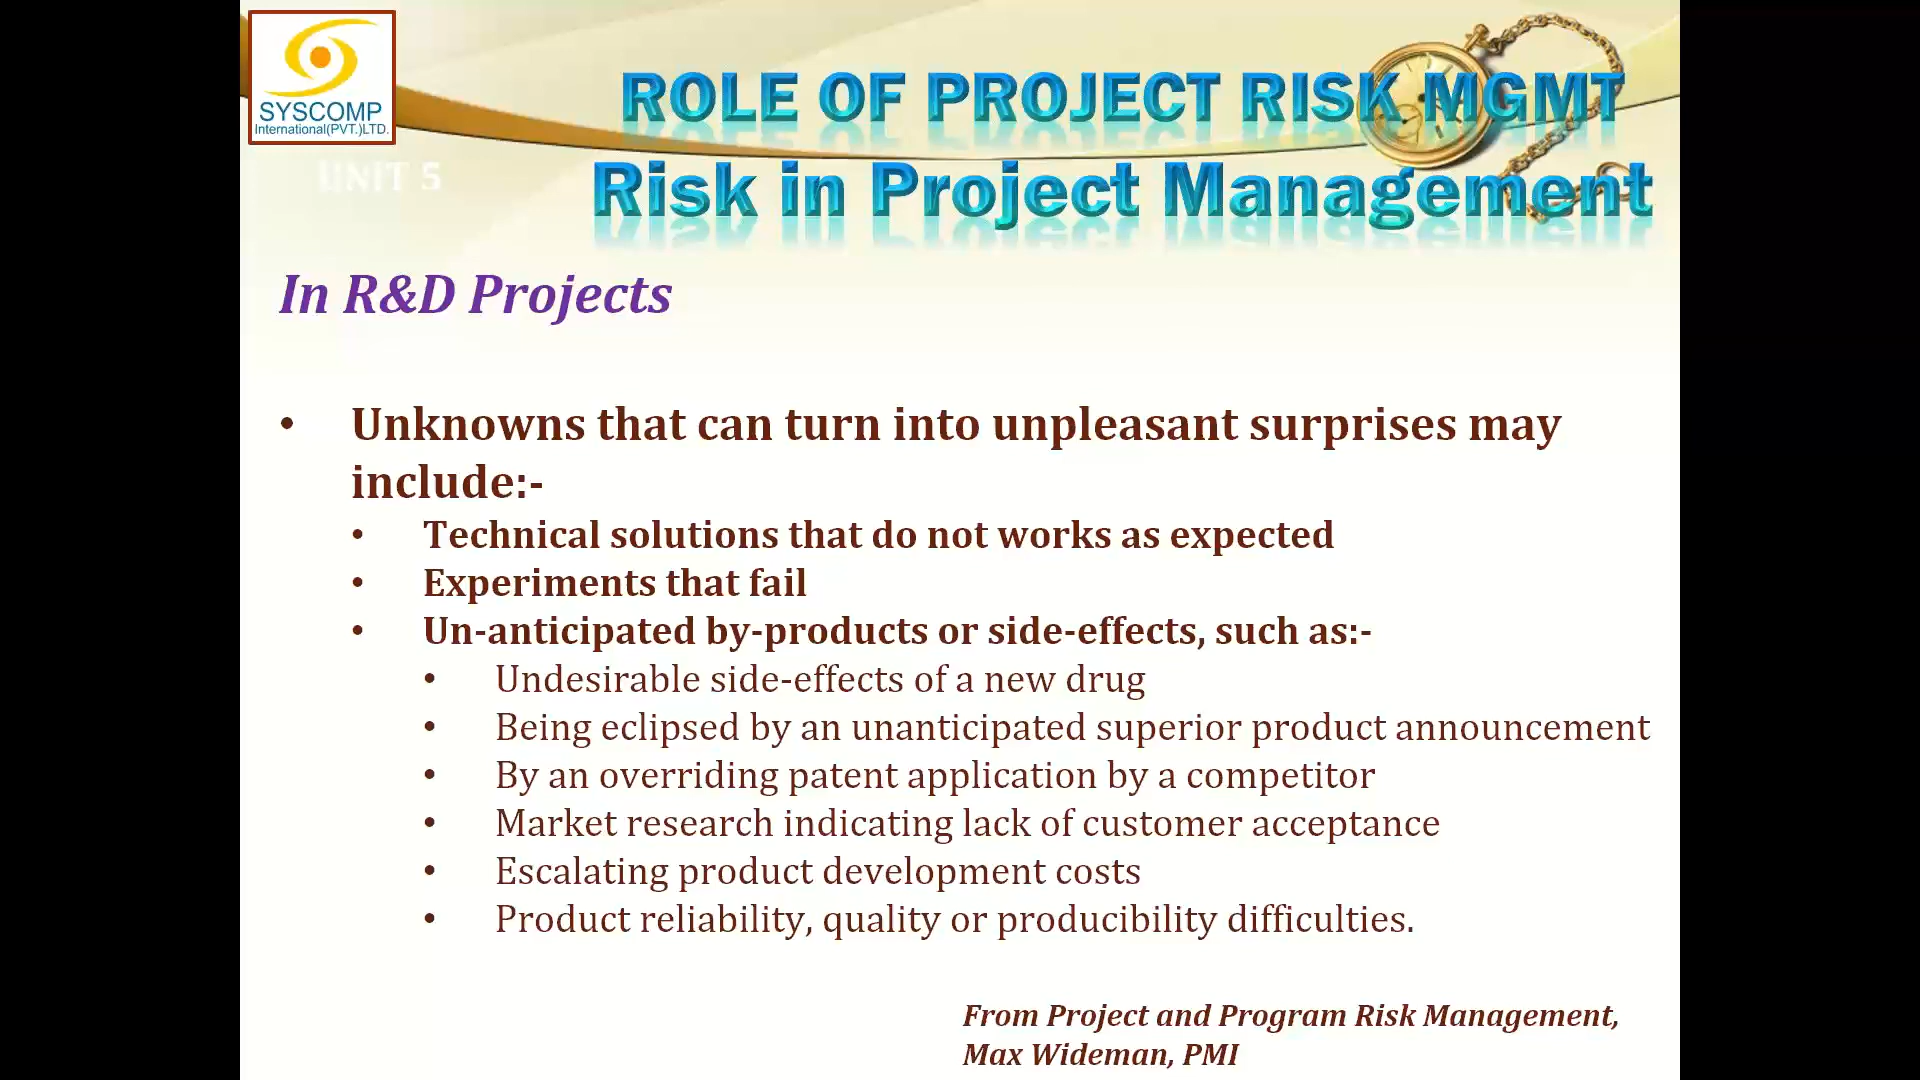 SYSCOMP
International(PVT.)LTD.
UNIT 5
ROLE OF PROJECT RISK MGMT
Risk in Project Management
In R&D Projects
• Unknowns that can turn into unpleasant surprises may
include:-
• Technical solutions that do not works as expected
• Experiments that fail
• Un-anticipated by-products or side-effects, such as:-
• Undesirable side-effects of a new drug
• Being eclipsed by an unanticipated superior product announcement
• By an overriding patent application by a competitor
• Market research indicating lack of customer acceptance
• Escalating product development costs
• Product reliability, quality or producibility difficulties.
From Project and Program Risk Management,
Max Wideman, PMI